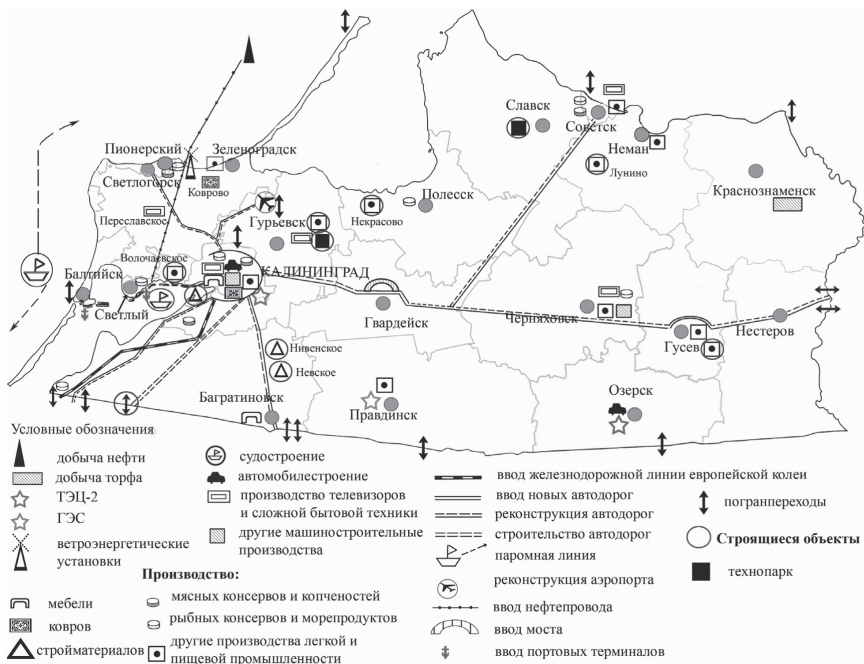 Славск
Советск
Неман
Лунино
Краснознаменск
Пионерский
Зеленоградск
Светлогорск
Коврово
Полесск
Переславское
Гурьевск
Некрасово
Волочаевское
Балтийск
КАЛИНИНГРАД
Светлый
Гвардейск
Черняховск
Нестеров
Гусев
Нивенское
Невское
Озерск
Багратиновск
Правдинск
Условные обозначения
добыча нефти
добыча торфа
ТЭЦ-2
ГЭС
ветроэнергетические
установки
мебели
ковров
стройматериалов
судостроение
автомобилестроение
производство телевизоров
и сложной бытовой техники
другие машиностроительные
производства
Производство:
мясных консервов и копченостей
рыбных консервов и морепродуктов
другие производства легкой и
пищевой промышленности
ввод железнодорожной линии европейской колеи
ввод новых автодорог
реконструкция автодорог
строительство автодорог
паромная линия
реконструкция аэропорта
ввод нефтепровода
ввод моста
ввод портовых терминалов
погранпереходы
Строящиеся объекты
технопарк